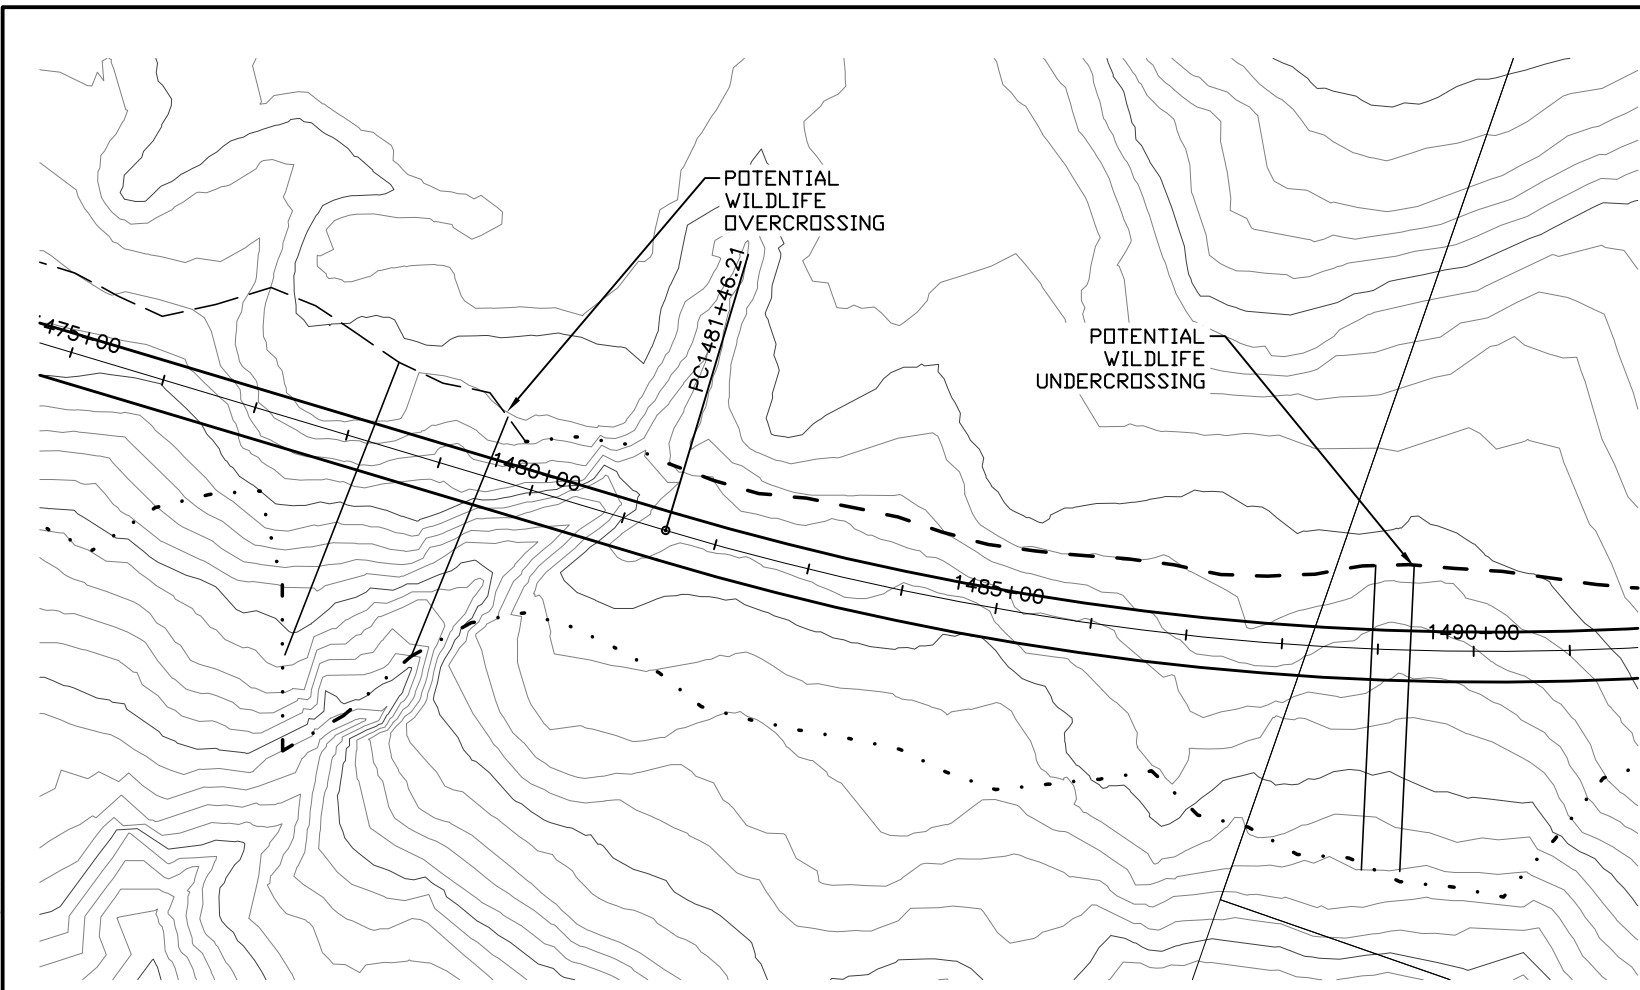 POTENTIAL
WILDLIFE
OVERCROSSING
PC1481+46.21
POTENTIAL
WILDLIFE
UNDERCROSSING
475+00
1480+00
1485+00
1490+00